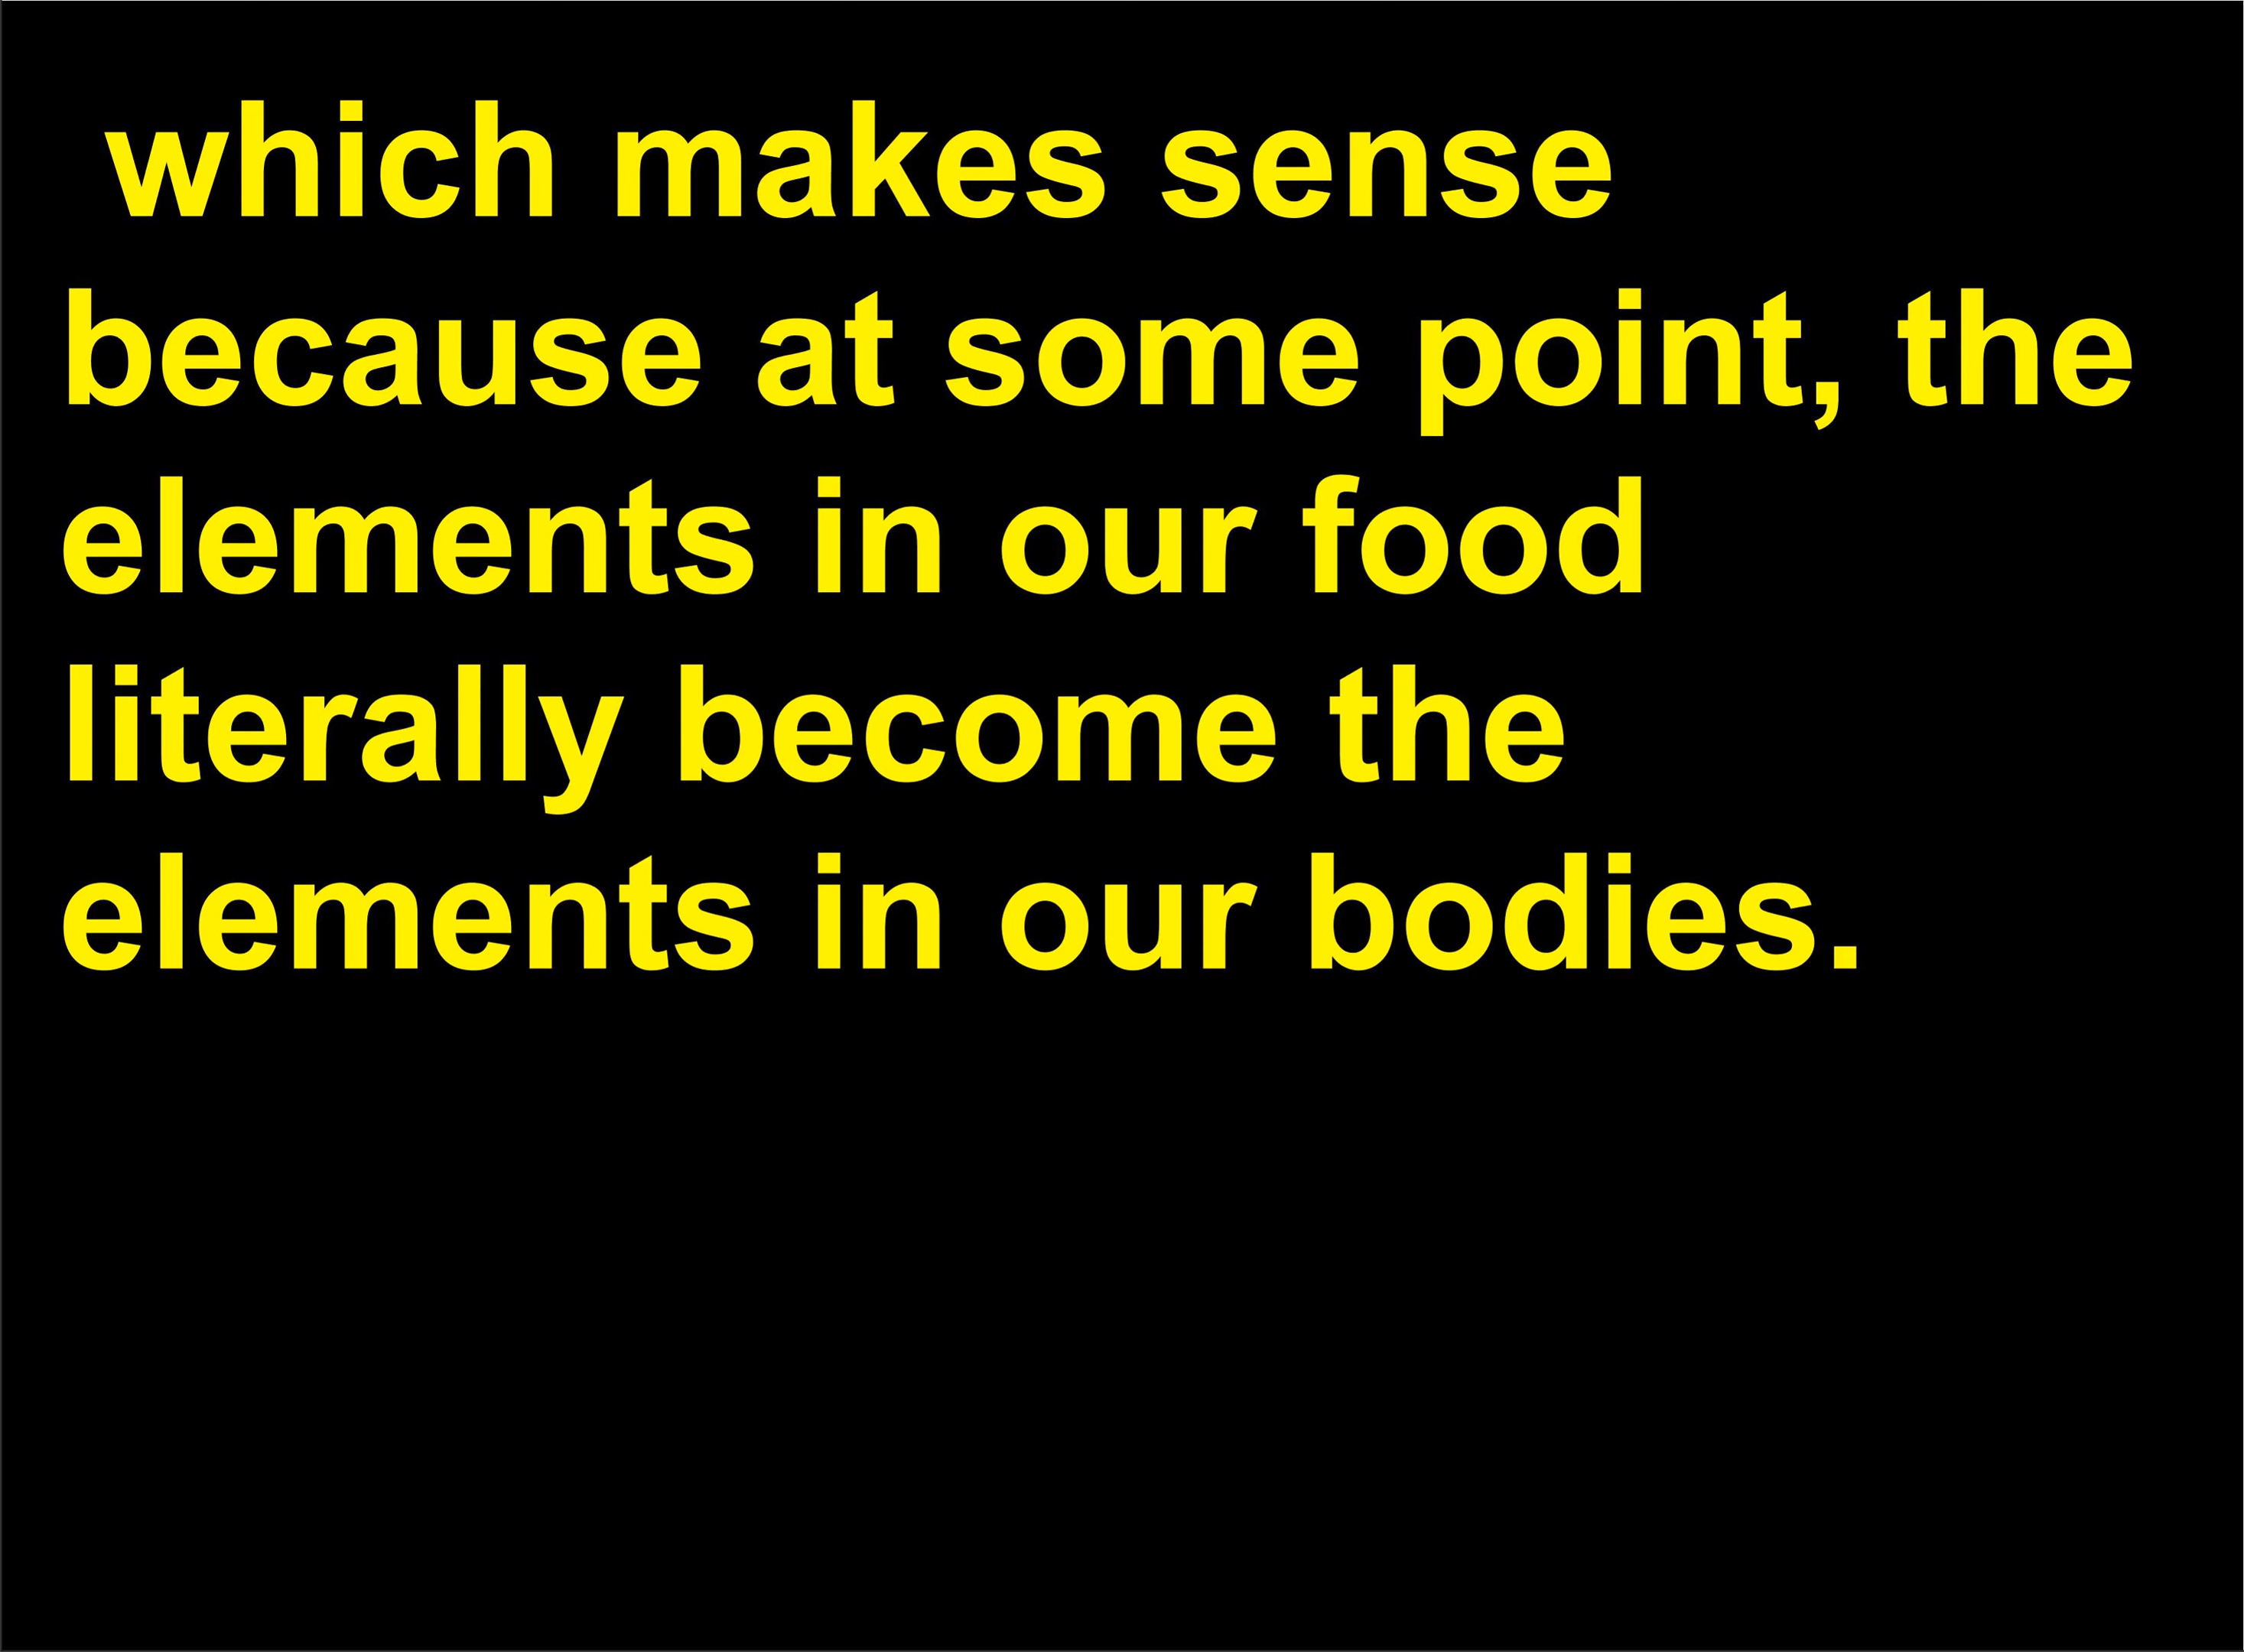 which makes sense
because at some point, the
elements in our food
literally become the
elements in our bodies.